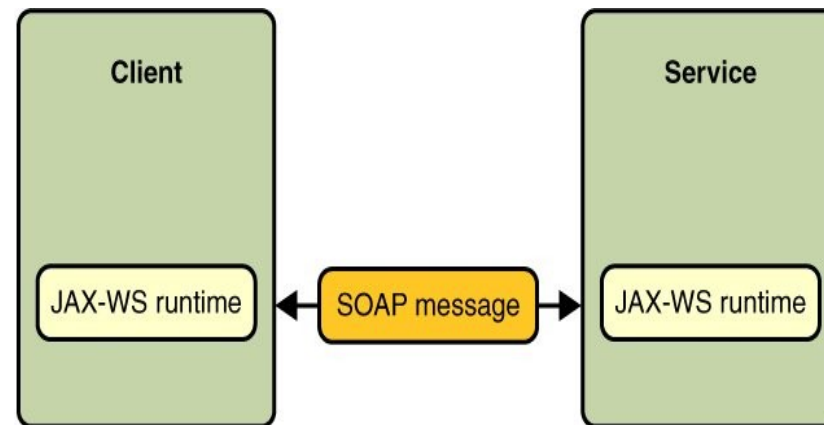 Client
Service
JAX-WS runtime
SOAP message
JAX-WS runtime